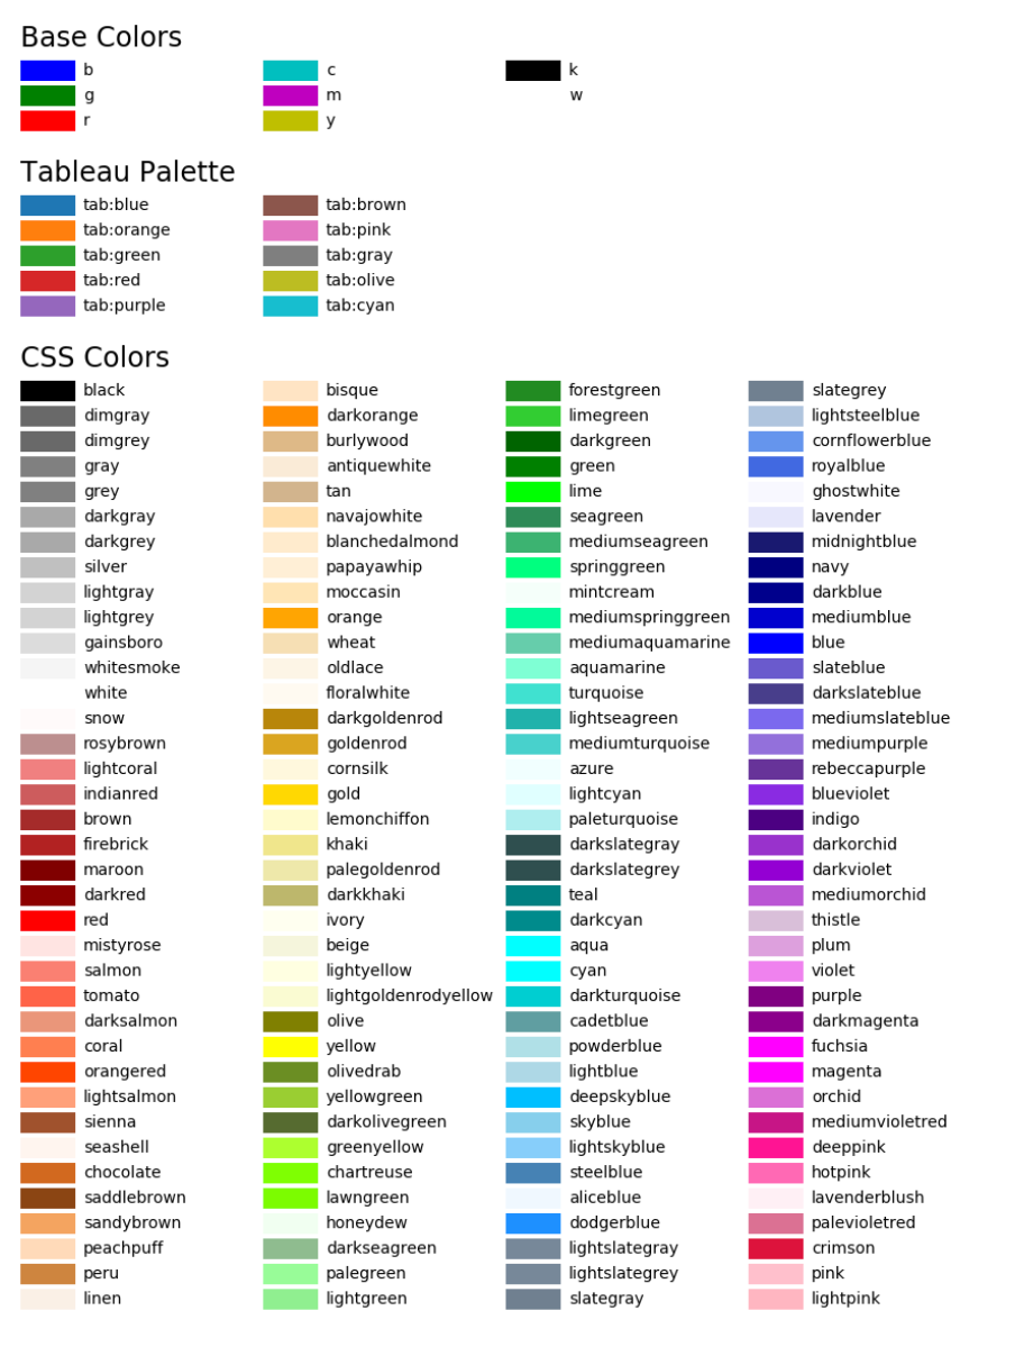 Base Colors
b
g
r
c
m
y
k
w
Tableau Palette
tab:blue
tab:orange
tab:green
tab:red
tab:purple
tab:brown
tab:pink
tab:gray
tab:olive
tab:cyan
CSS Colors
black
dimgray
dimgrey
gray
grey
darkgray
darkgrey
silver
lightgray
lightgrey
gainsboro
whitesmoke
white
snow
rosybrown
lightcoral
indianred
brown
firebrick
maroon
darkred
red
mistyrose
salmon
tomato
darksalmon
coral
orangered
lightsalmon
sienna
seashell
chocolate
saddlebrown
sandybrown
peachpuff
peru
linen
bisque
darkorange
burlywood
antiquewhite
tan
navajowhite
blanchedalmond
papayawhip
moccasin
orange
wheat
oldlace
floralwhite
darkgoldenrod
goldenrod
cornsilk
gold
lemonchiffon
khaki
palegoldenrod
darkkhaki
ivory
beige
lightyellow
lightgoldenrodyellow
olive
yellow
olivedrab
yellowgreen
darkolivegreen
greenyellow
chartreuse
lawngreen
honeydew
darkseagreen
palegreen
lightgreen
forestgreen
limegreen
darkgreen
green
lime
seagreen
mediumseagreen
springgreen
mintcream
mediumspringgreen
mediumaquamarine
aquamarine
turquoise
lightseagreen
mediumturquoise
azure
lightcyan
paleturquoise
darkslategray
darkslategrey
teal
darkcyan
aqua
cyan
darkturquoise
cadetblue
powderblue
lightblue
deepskyblue
skyblue
lightskyblue
steelblue
aliceblue
dodgerblue
lightslategray
lightslategrey
slategray
slategrey
lightsteelblue
cornflowerblue
royalblue
ghostwhite
lavender
midnightblue
navy
darkblue
mediumblue
blue
slateblue
darkslateblue
mediumslateblue
mediumpurple
rebeccapurple
blueviolet
indigo
darkorchid
darkviolet
mediumorchid
thistle
plum
violet
purple
darkmagenta
fuchsia
magenta
orchid
mediumvioletred
deeppink
hotpink
lavenderblush
palevioletred
crimson
pink
lightpink